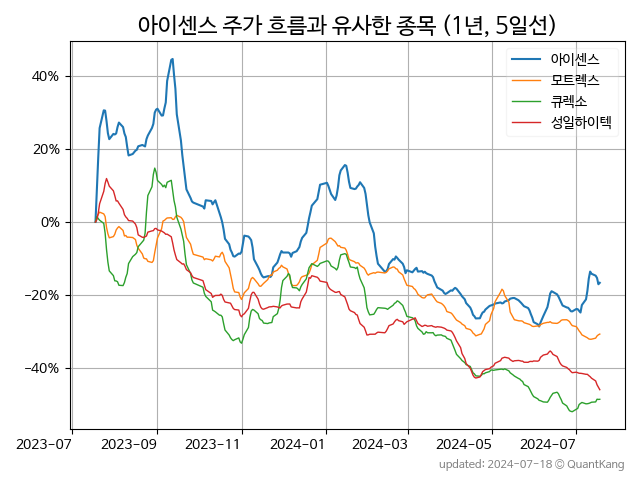 아이센스 주가 흐름과 유사한 종목 (1년, 5일선)
아이센스
모트렉스
큐렉소
성일하이텍
40%
20%
0%
−20%
−40%
2023-07
2023-09
2023-11
2024-01
2024-03
2024-05
2024-07
updated: 2024-07-18 © QuantKang